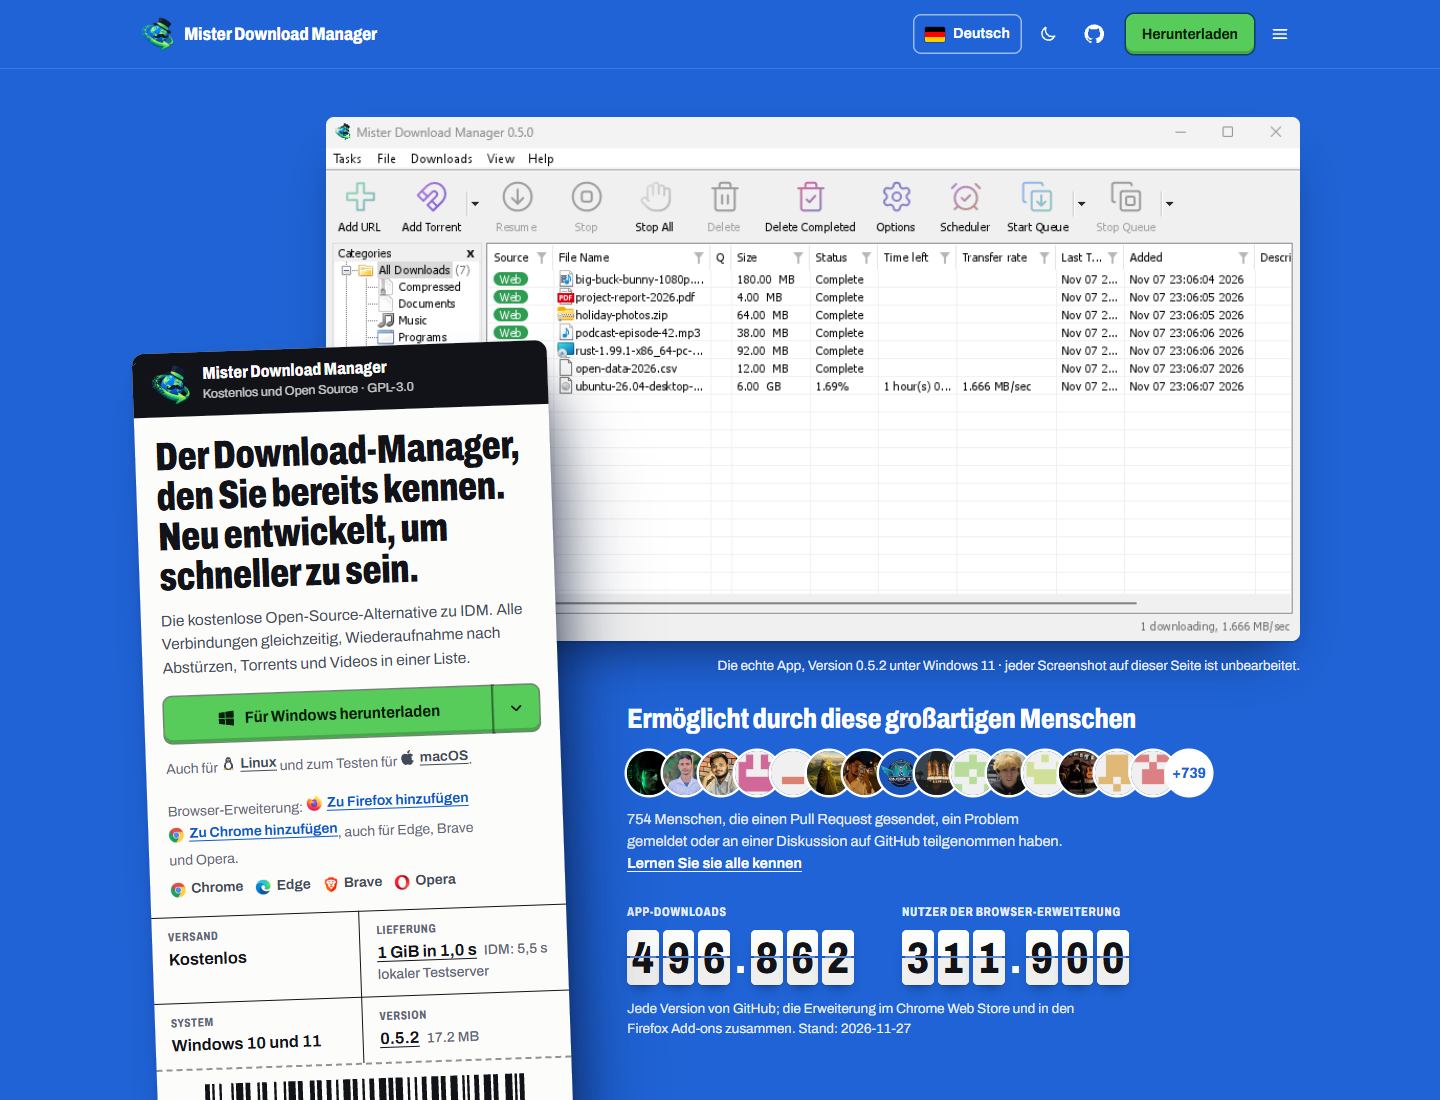 Mister Download Manager
Deutsch
Herunterladen
Mister Download Manager 0.5.0
Tasks File Downloads View Help
Add URL Add Torrent Resume Stop Stop All Delete Delete Completed Options Scheduler Start Queue Stop Queue
Categories x
All Downloads (7)
Compressed
Documents
Music
Programs
Source File Name Q Size Status Time left Transfer rate Last T... Added Descri
Web big-buck-bunny-1080p.... 180.00 MB Complete Nov 07 2... Nov 07 23:06:04 2026
Web PDF project-report-2026.pdf 4.00 MB Complete Nov 07 2... Nov 07 23:06:05 2026
Web holiday-photos.zip 64.00 MB Complete Nov 07 2... Nov 07 23:06:05 2026
Web podcast-episode-42.mp3 38.00 MB Complete Nov 07 2... Nov 07 23:06:06 2026
rust-1.99.1-x86_64-pc-... 92.00 MB Complete Nov 07 2... Nov 07 23:06:06 2026
open-data-2026.csv 12.00 MB Complete Nov 07 2... Nov 07 23:06:07 2026
ubuntu-26.04-desktop-... 6.00 GB 1.69% 1 hour(s) 0... 1.666 MB/sec Nov 07 2... Nov 07 23:06:07 2026
1 downloading, 1.666 MB/sec
Mister Download Manager
Kostenlos und Open Source · GPL-3.0
Der Download-Manager,
den Sie bereits kennen.
Neu entwickelt, um
schneller zu sein.
Die kostenlose Open-Source-Alternative zu IDM. Alle
Verbindungen gleichzeitig, Wiederaufnahme nach
Abstürzen, Torrents und Videos in einer Liste.
Für Windows herunterladen
Auch für Linux und zum Testen für macOS
Browser-Erweiterung: Zu Firefox hinzufügen
Zu Chrome hinzufügen, auch für Edge, Brave
und Opera.
Chrome Edge Brave Opera
VERSAND
Kostenlos
LIEFERUNG
1 GiB in 1,0 s IDM: 5,5 s
lokaler Testserver
SYSTEM
Windows 10 und 11
VERSION
0.5.2 17.2 MB
Die echte App, Version 0.5.2 unter Windows 11 · jeder Screenshot auf dieser Seite ist unbearbeitet.
Ermöglicht durch diese großartigen Menschen
+739
754 Menschen, die einen Pull Request gesendet, ein Problem
gemeldet oder an einer Diskussion auf GitHub teilgenommen haben.
Lernen Sie sie alle kennen
APP-DOWNLOADS
496.862
NUTZER DER BROWSER-ERWEITERUNG
311.900
Jede Version von GitHub; die Erweiterung im Chrome Web Store und in den
Firefox Add-ons zusammen. Stand: 2026-11-27